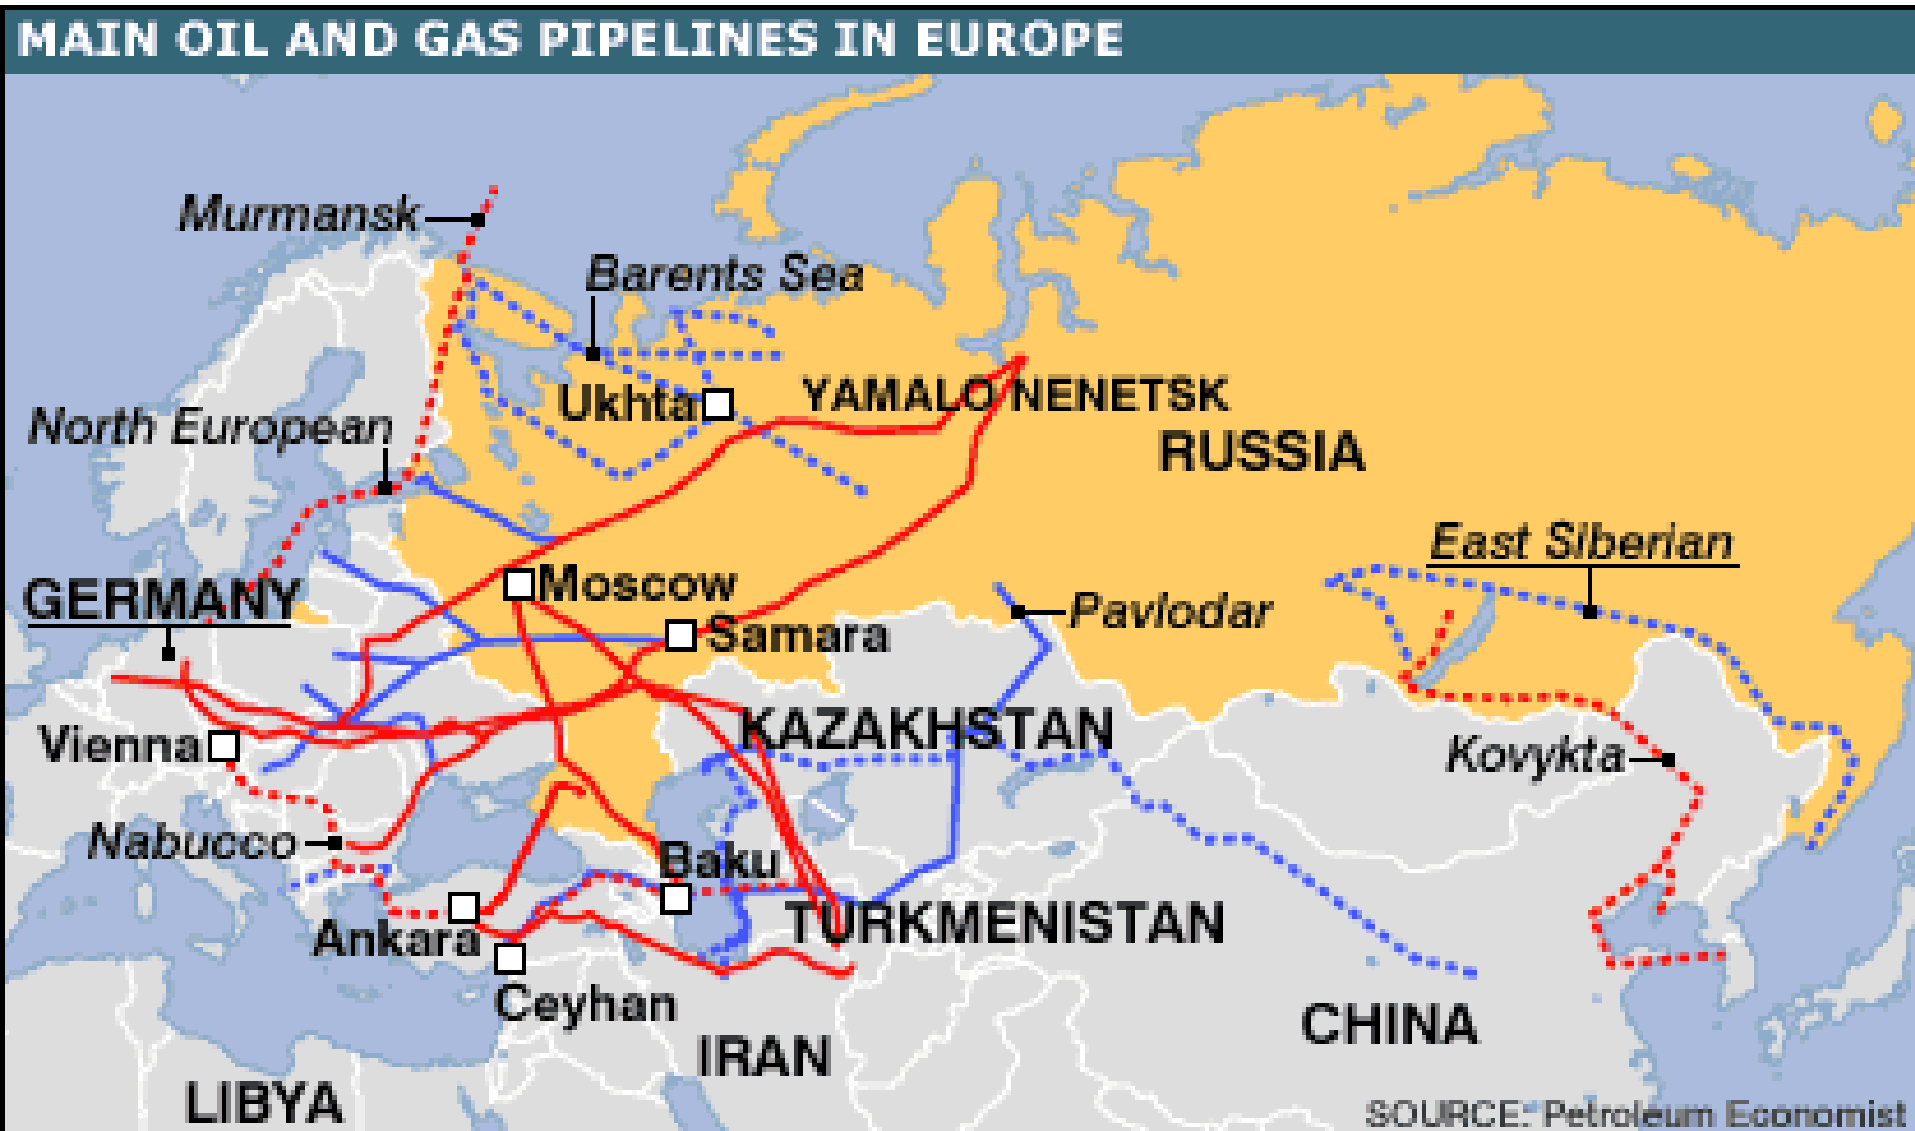 MAIN OIL AND GAS PIPELINES IN EUROPE
Murmansk
Barents Sea
Ukhta
YAMALO NENETSK
North European
RUSSIA
East Siberian
GERMANY
Moscow
Pavlodar
Samara
KAZAKHSTAN
Vienna
Kovykta
Nabucco
Baku
TURKMENISTAN
Ankara
Ceyhan
CHINA
IRAN
LIBYA
SOURCE: Petroleum Economist